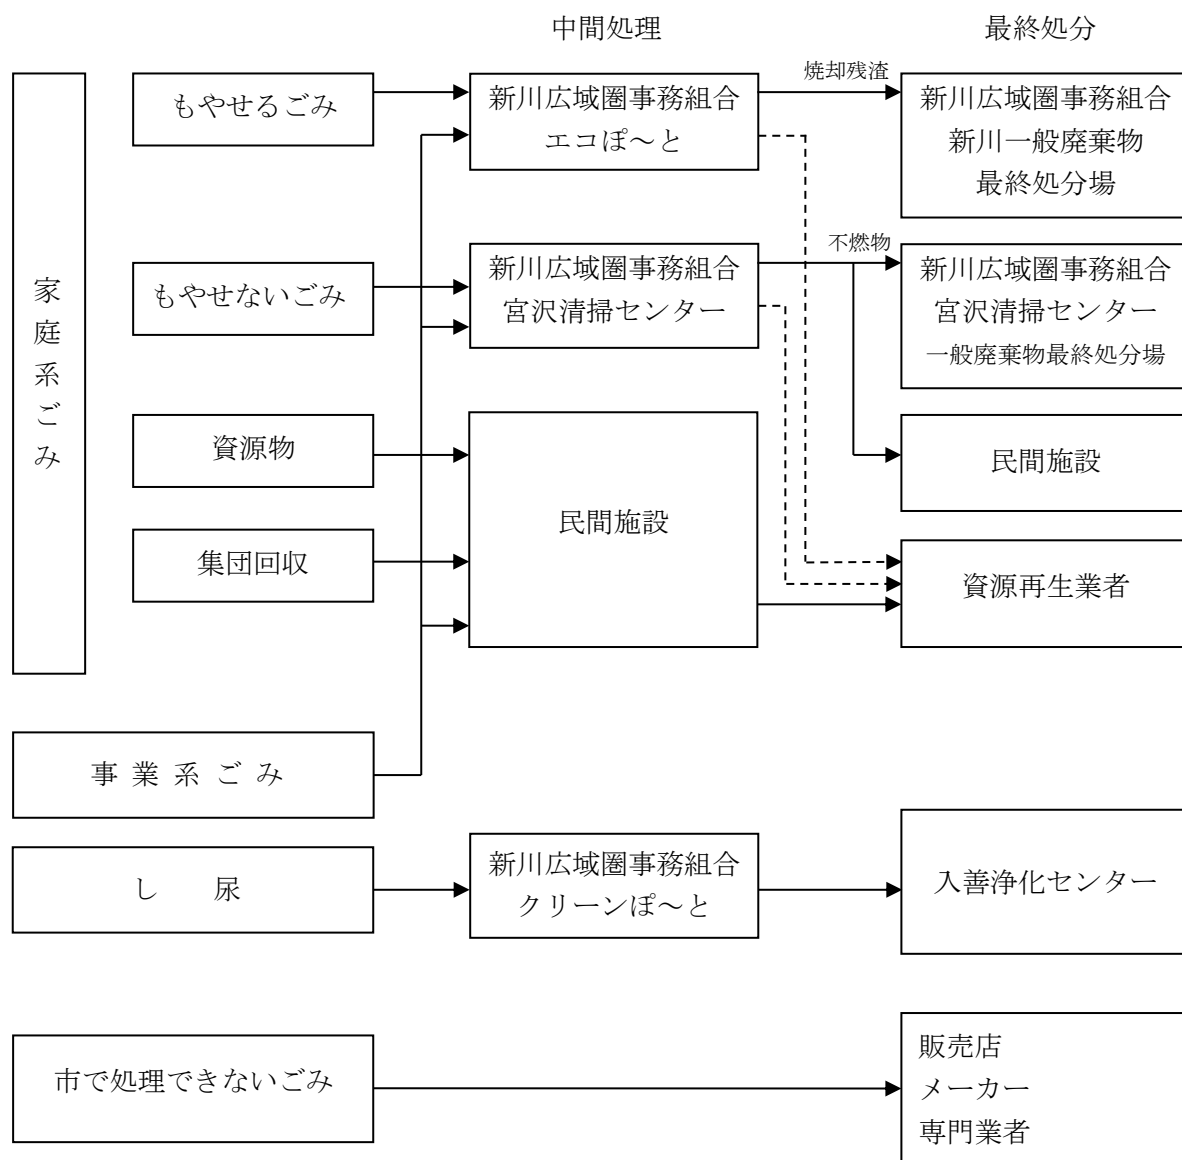 中間処理
最終処分
家庭系ごみ
もやせるごみ
新川広域圏事務組合
エコぽ～と
焼却残渣
新川広域圏事務組合
新川一般廃棄物
最終処分場
もやせないごみ
新川広域圏事務組合
宮沢清掃センター
不燃物
新川広域圏事務組合
宮沢清掃センター
一般廃棄物最終処分場
資源物
民間施設
民間施設
集団回収
資源再生業者
事業系ごみ
し　尿
新川広域圏事務組合
クリーンぽ～と
入善浄化センター
市で処理できないごみ
販売店
メーカー
専門業者